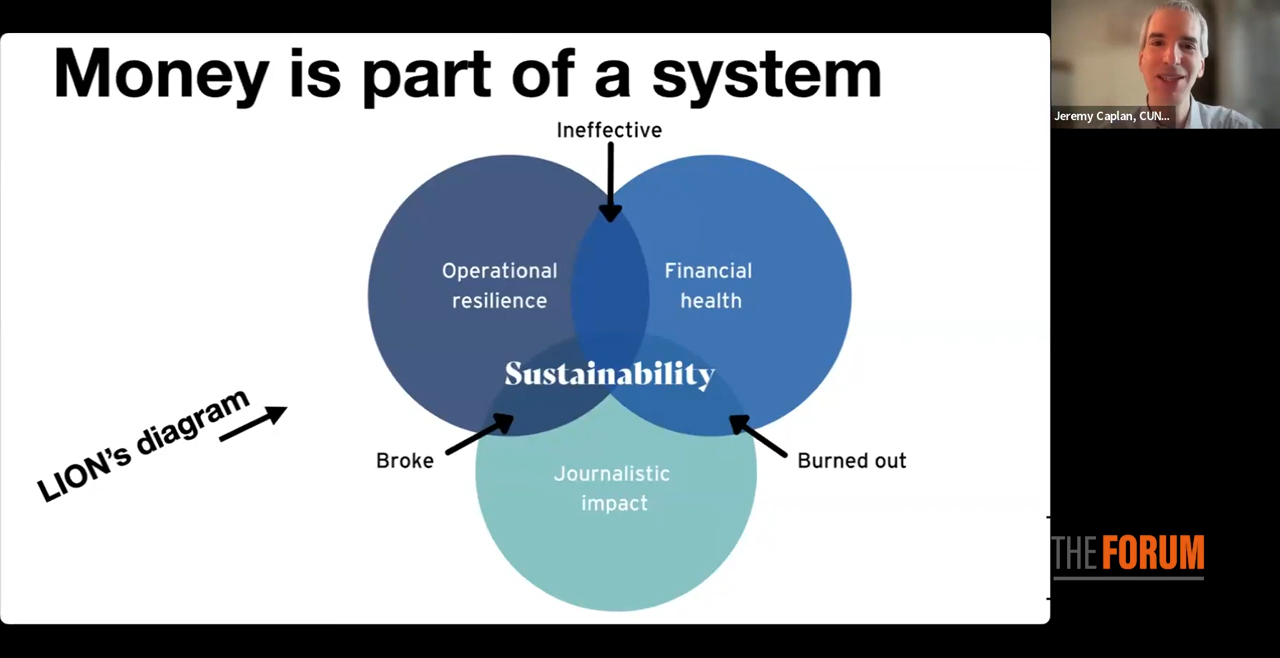 Money is part of a system
Jeremy Caplan, CUN...
Ineffective
Operational
resilience
Financial
health
Sustainability
LION's diagram
Broke
Burned out
Journalistic
impact
THE FORUM